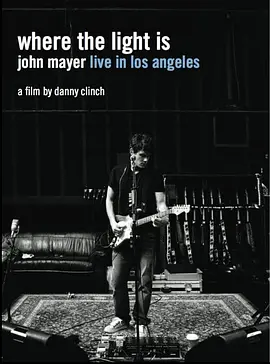 where the light is
john mayer live in los angeles
a film by danny clinch